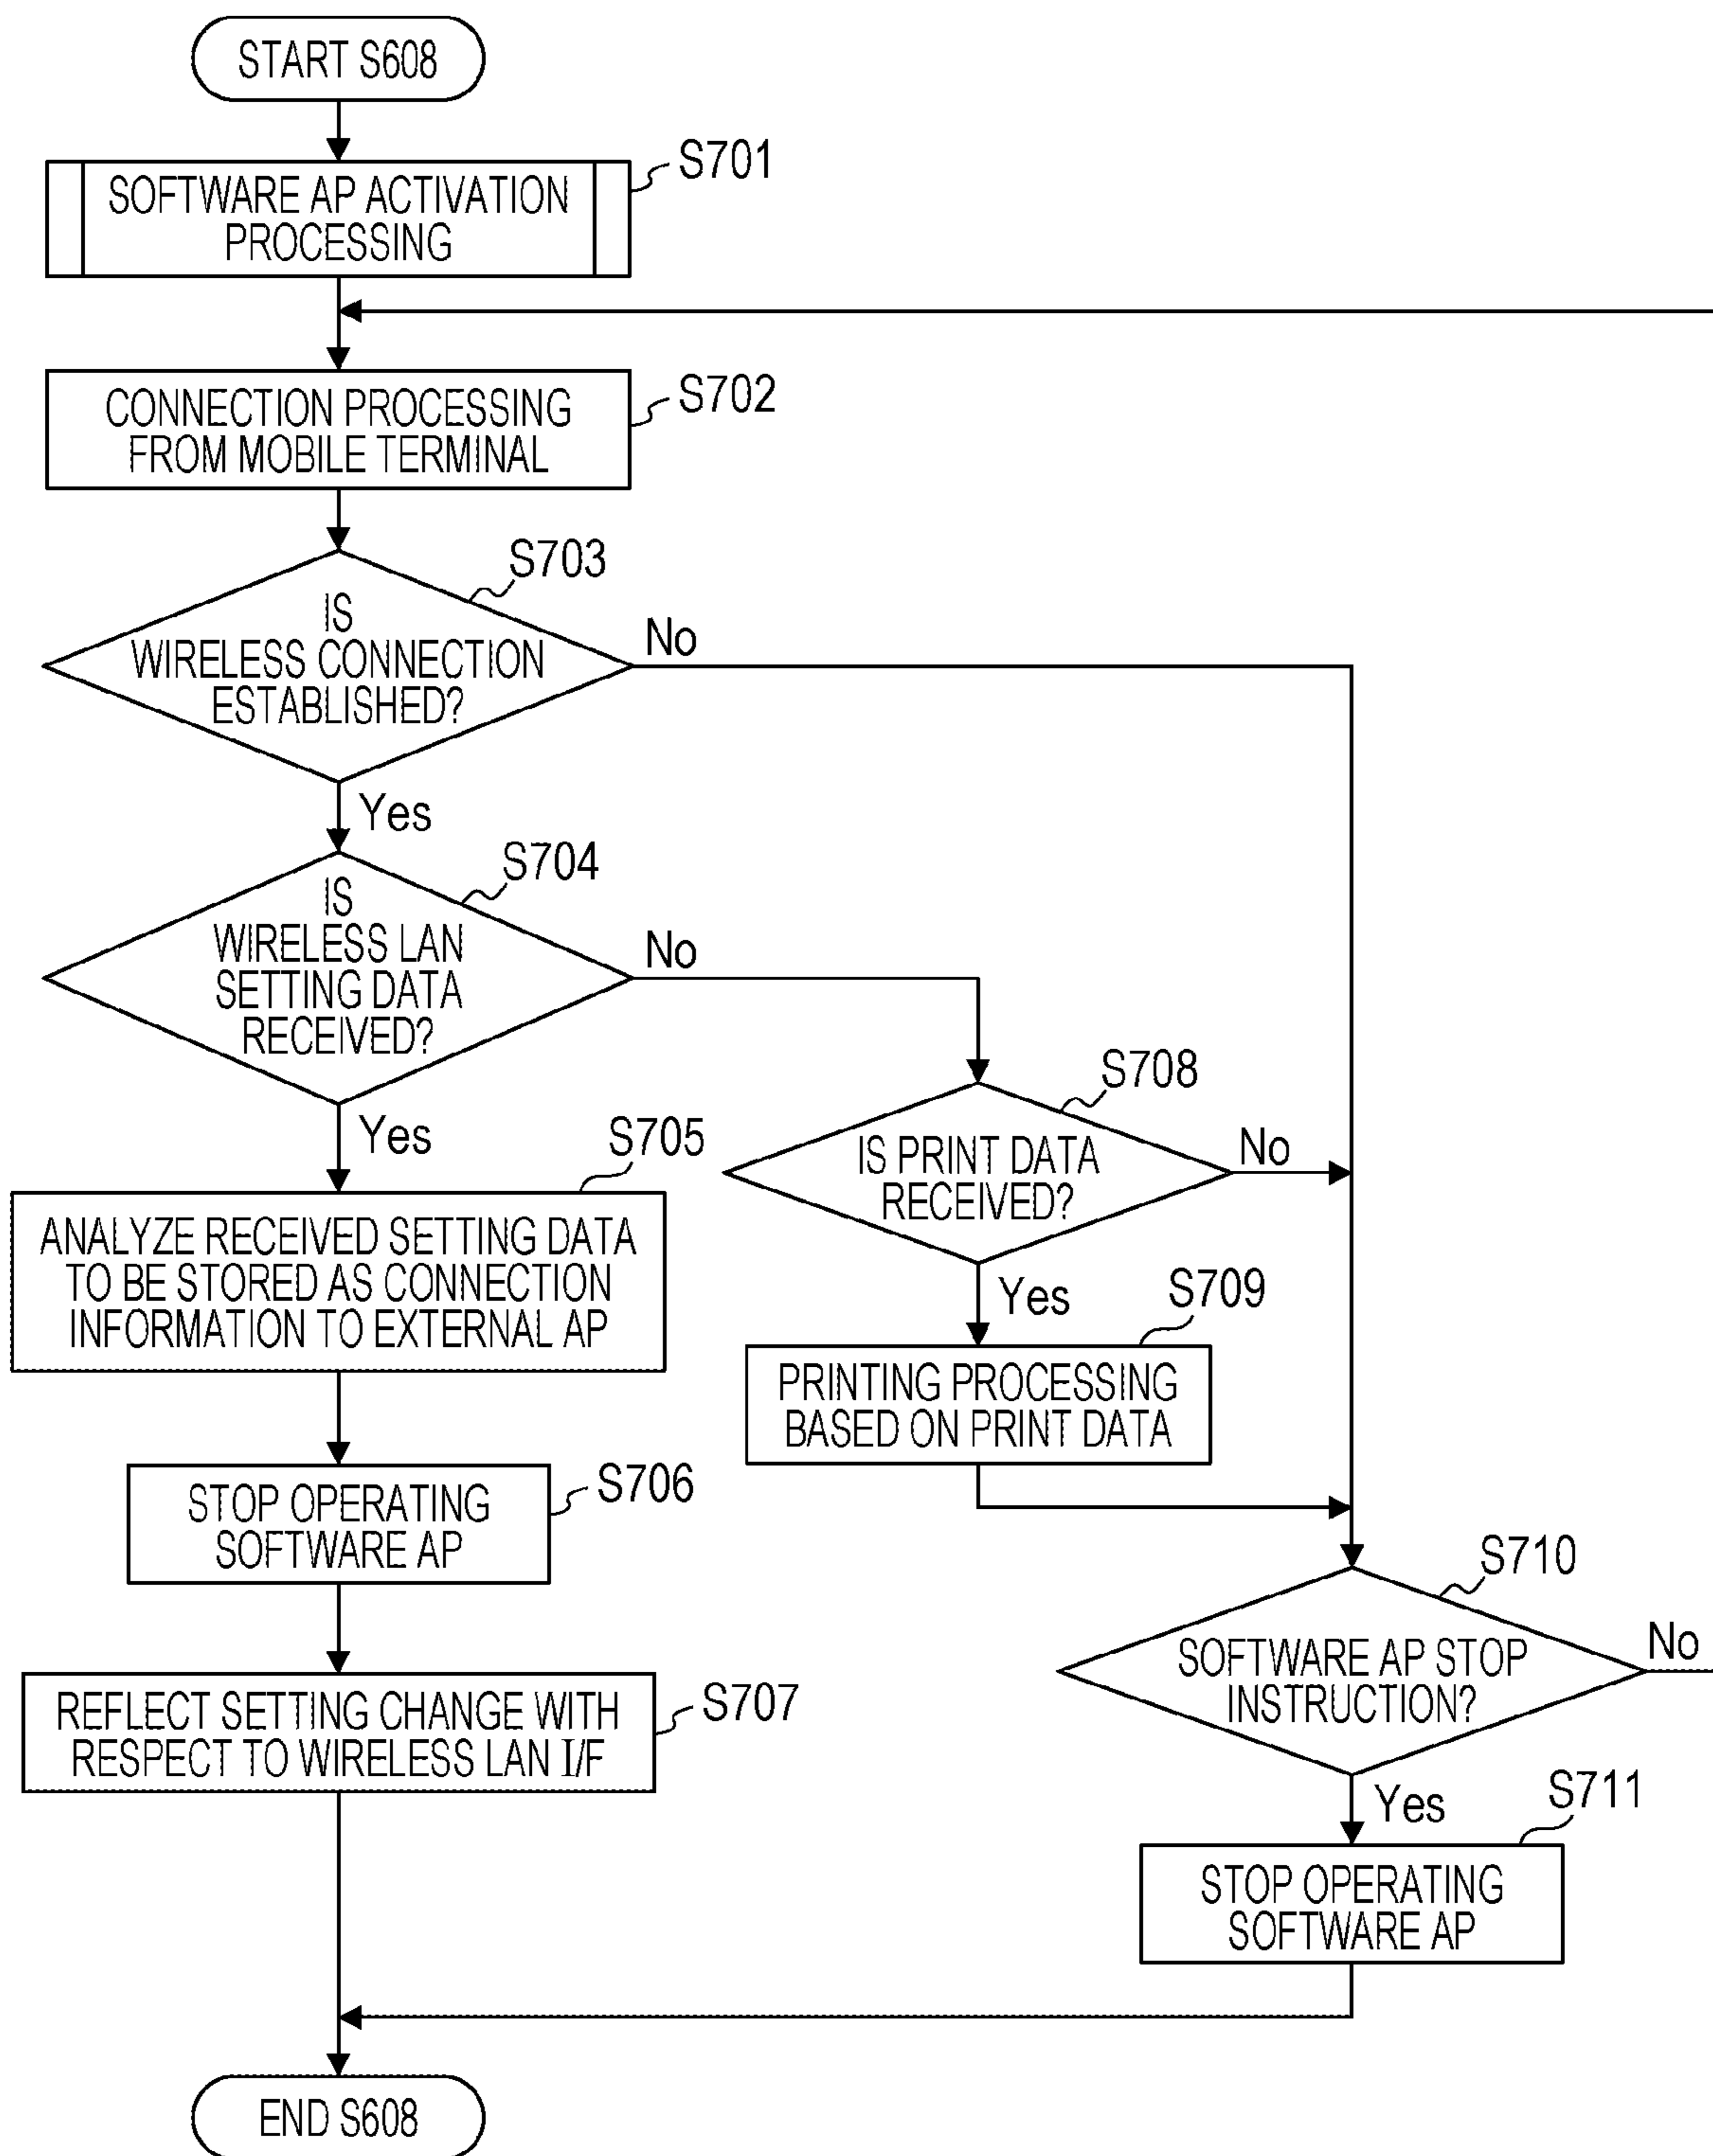 START S608
S701
SOFTWARE AP ACTIVATION
PROCESSING
S702
CONNECTION PROCESSING
FROM MOBILE TERMINAL
S703
IS
WIRELESS CONNECTION
ESTABLISHED?
No
Yes
S704
IS
WIRELESS LAN
SETTING DATA
RECEIVED?
No
Yes
S705
ANALYZE RECEIVED SETTING DATA
TO BE STORED AS CONNECTION
INFORMATION TO EXTERNAL AP
S706
STOP OPERATING
SOFTWARE AP
S707
REFLECT SETTING CHANGE WITH
RESPECT TO WIRELESS LAN I/F
S708
IS PRINT DATA
RECEIVED?
No
Yes
S709
PRINTING PROCESSING
BASED ON PRINT DATA
S710
SOFTWARE AP STOP
INSTRUCTION?
No
Yes
S711
STOP OPERATING
SOFTWARE AP
END S608